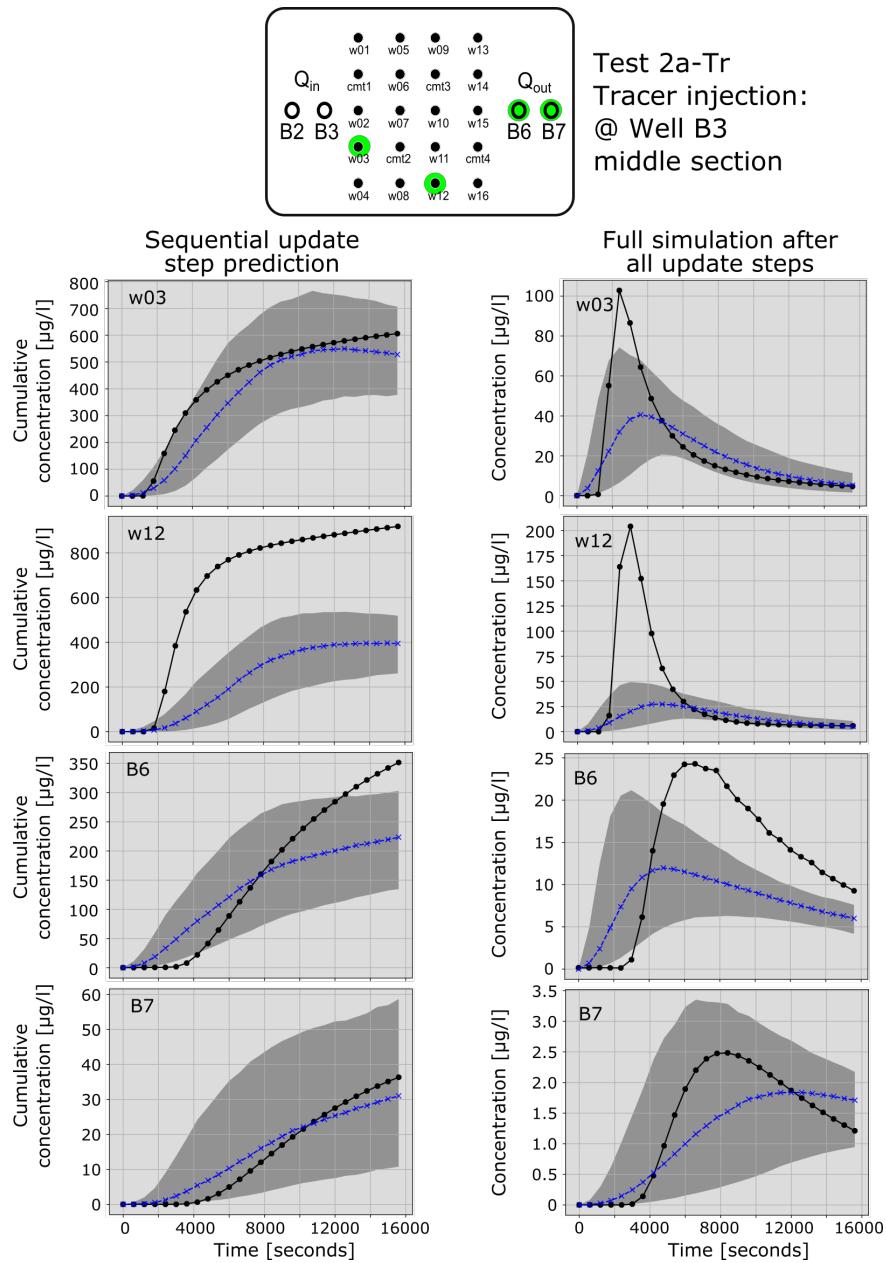 w01 w05 w09 w13
Q_in cmt1 w06 cmt3 w14 Q_out
B2 B3 w02 w07 w10 w15 B6 B7
w03 cmt2 w11 cmt4
w04 w08 w12 w16
Test 2a-Tr
Tracer injection:
@ Well B3
middle section
Sequential update
step prediction
Full simulation after
all update steps
w03
Cumulative
concentration [µg/l]
800
700
600
500
400
300
200
100
0
w03
Concentration [µg/l]
100
80
60
40
20
0
w12
Cumulative
concentration [µg/l]
800
600
400
200
0
w12
Concentration [µg/l]
200
175
150
125
100
75
50
25
0
B6
Cumulative
concentration [µg/l]
350
300
250
200
150
100
50
0
B6
Concentration [µg/l]
25
20
15
10
5
0
B7
Cumulative
concentration [µg/l]
60
50
40
30
20
10
0
0 4000 8000 12000 16000
Time [seconds]
B7
Concentration [µg/l]
3.5
3.0
2.5
2.0
1.5
1.0
0.5
0
0 4000 8000 12000 16000
Time [seconds]